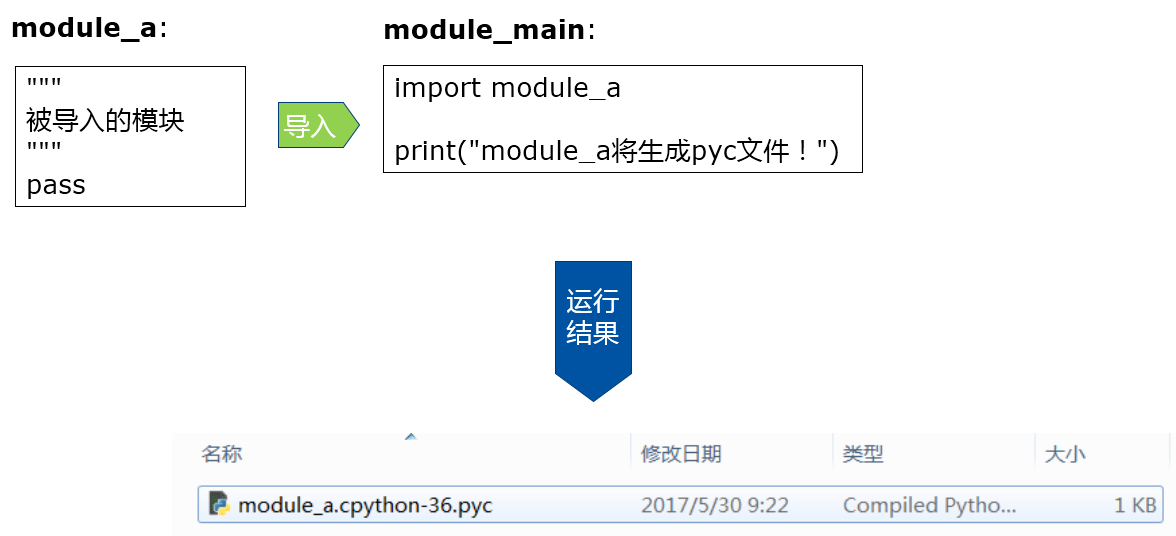 module_a:
"""
被导入的模块
"""
pass
导入
module_main:
import module_a
print("module_a将生成pyc文件！")
运行
结果
名称 修改日期 类型 大小
module_a.cpython-36.pyc 2017/5/30 9:22 Compiled Pytho... 1 KB